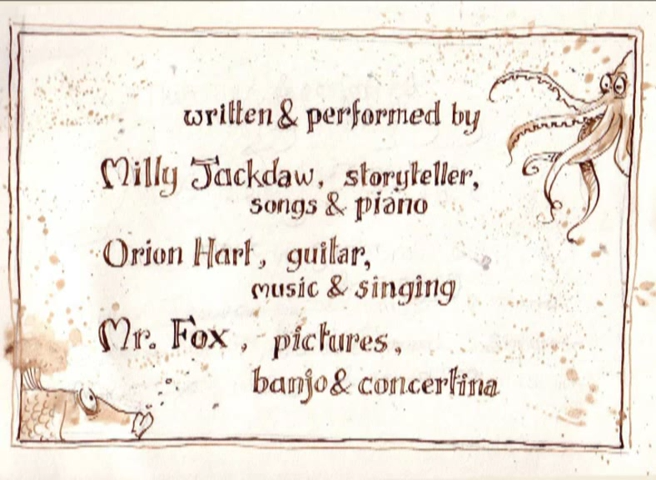 written & performed by
Milly Jackdaw, storyteller,
songs & piano
Orion Hart, guitar,
music & singing
Mr. Fox, pictures,
banjo & concertina